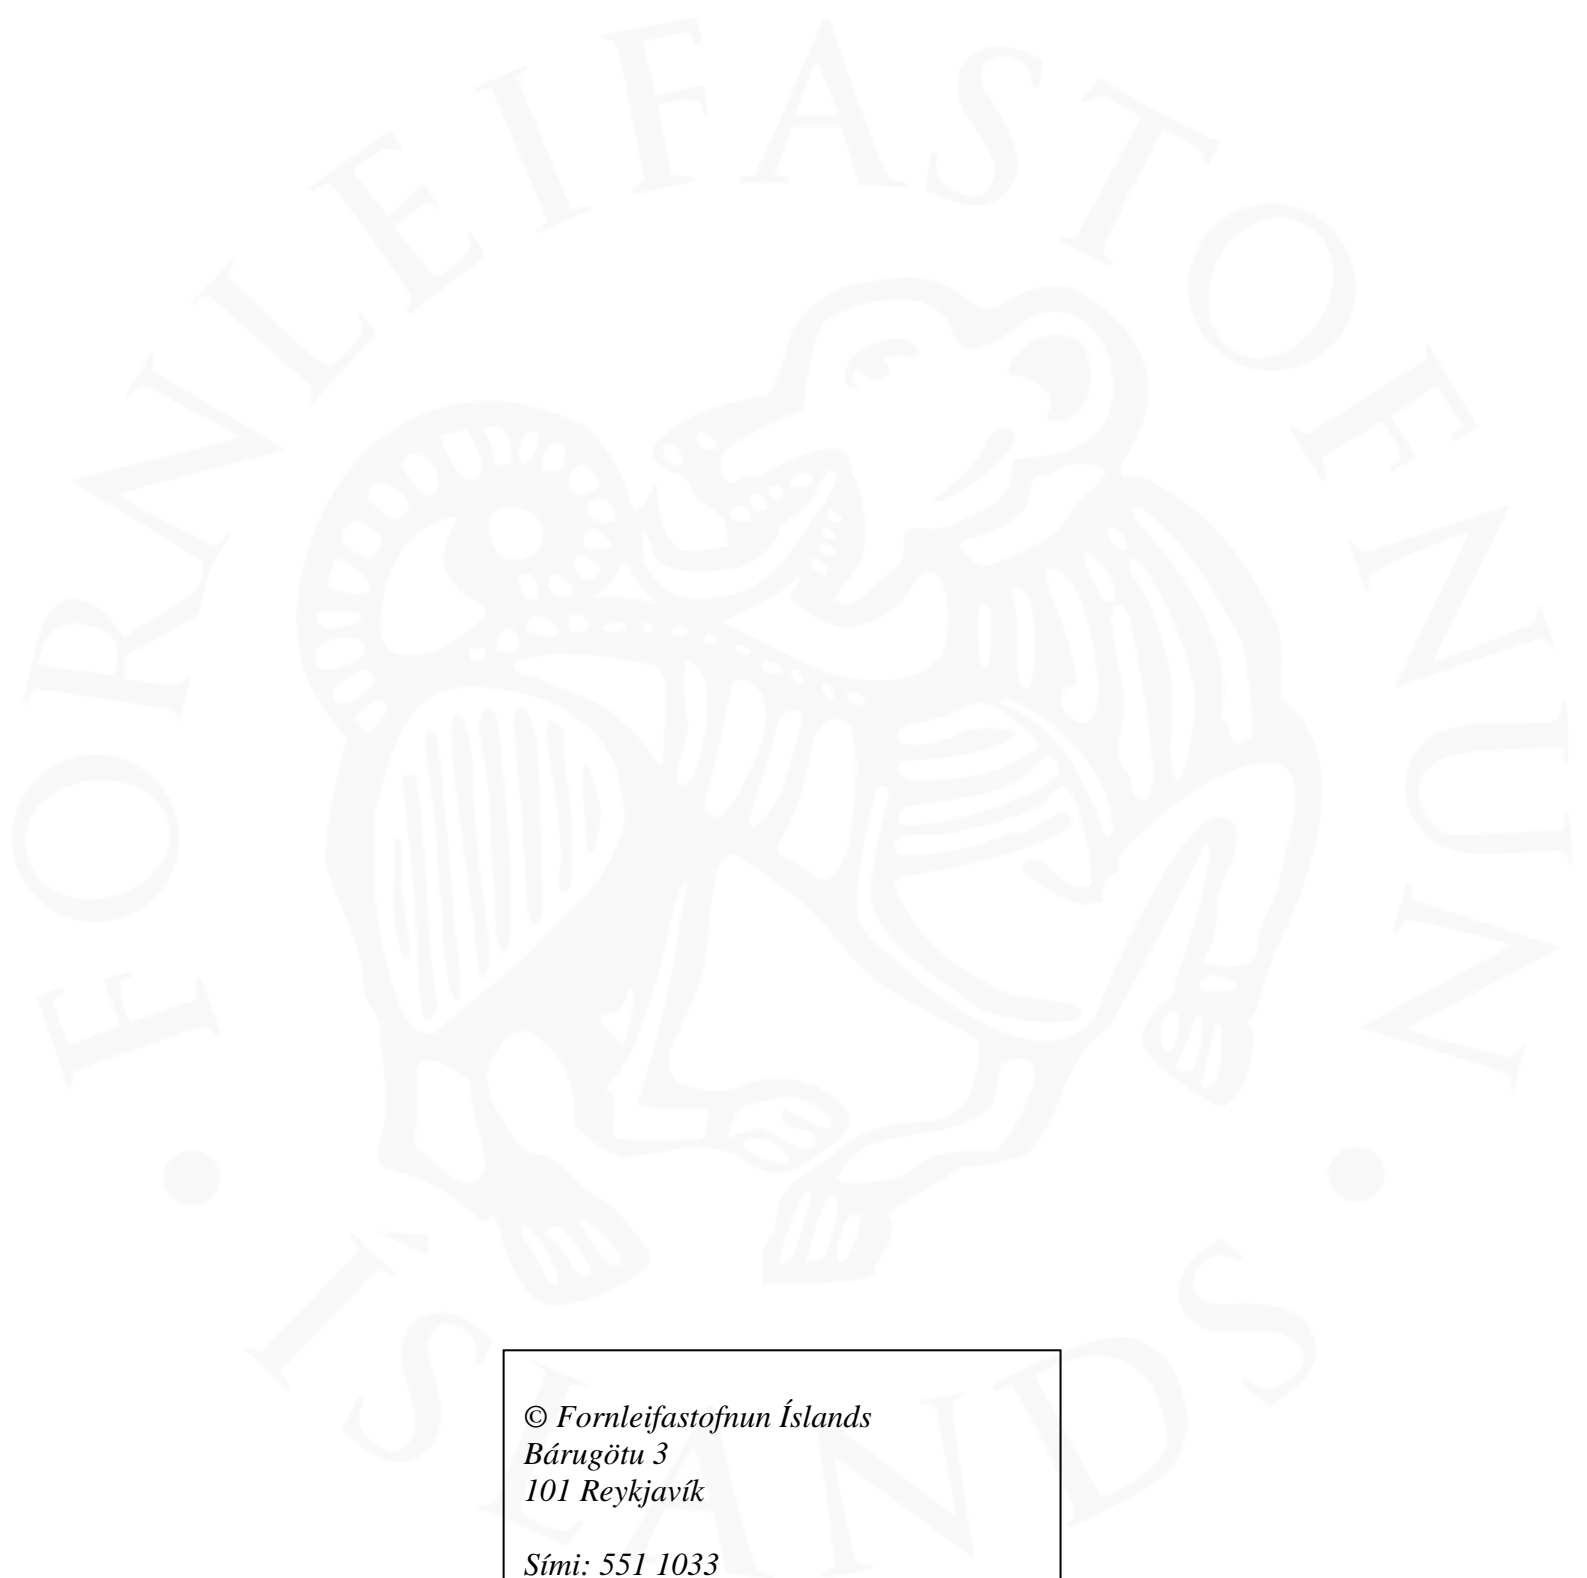 FORNLEIFASTOFNUN
ÍSLANDS
© Fornleifastofnun Íslands
Bárugötu 3
101 Reykjavík
Sími: 551 1033